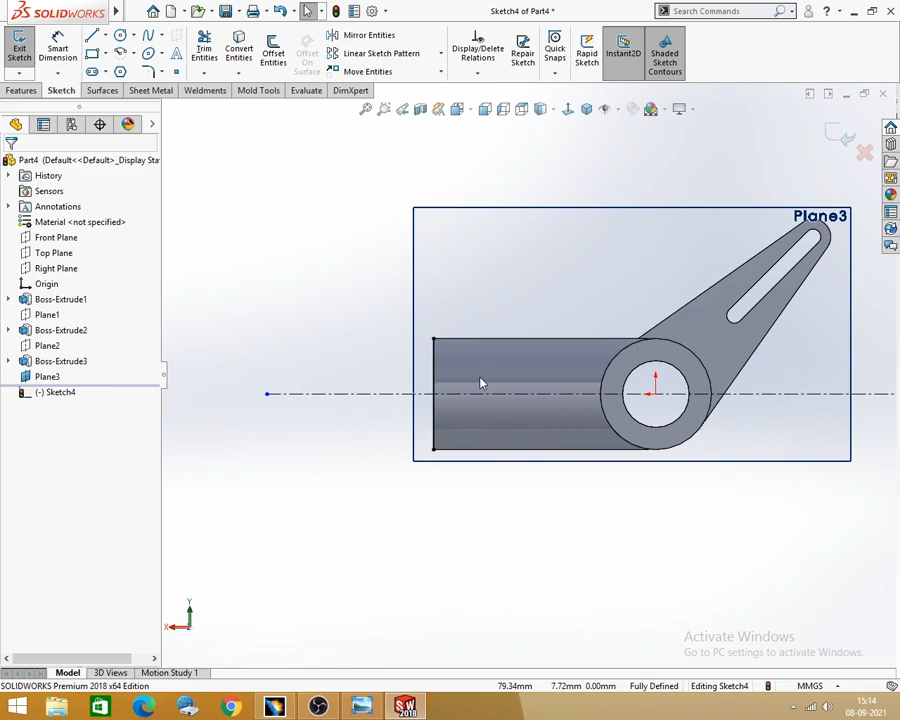 SOLIDWORKS
Sketch4 of Part4 *
Search Commands
Exit Sketch
Smart Dimension
Trim Entities
Convert Entities
Offset Entities
Offset On Surface
Mirror Entities
Linear Sketch Pattern
Move Entities
Display/Delete Relations
Repair Sketch
Quick Snaps
Rapid Sketch
Instant2D
Shaded Sketch Contours
Features
Sketch
Surfaces
Sheet Metal
Weldments
Mold Tools
Evaluate
DimXpert
Part4 (Default<<Default>_Display Sta
History
Sensors
Annotations
Material <not specified>
Front Plane
Top Plane
Right Plane
Origin
Boss-Extrude1
Plane1
Boss-Extrude2
Plane2
Boss-Extrude3
Plane3
(-) Sketch4
Plane3
Y
X
Activate Windows
Go to PC settings to activate Windows.
Model
3D Views
Motion Study 1
SOLIDWORKS Premium 2018 x64 Edition
79.34mm
7.72mm
0.00mm
Fully Defined
Editing Sketch4
MMGS
SW
2018
15:14
08-09-2021